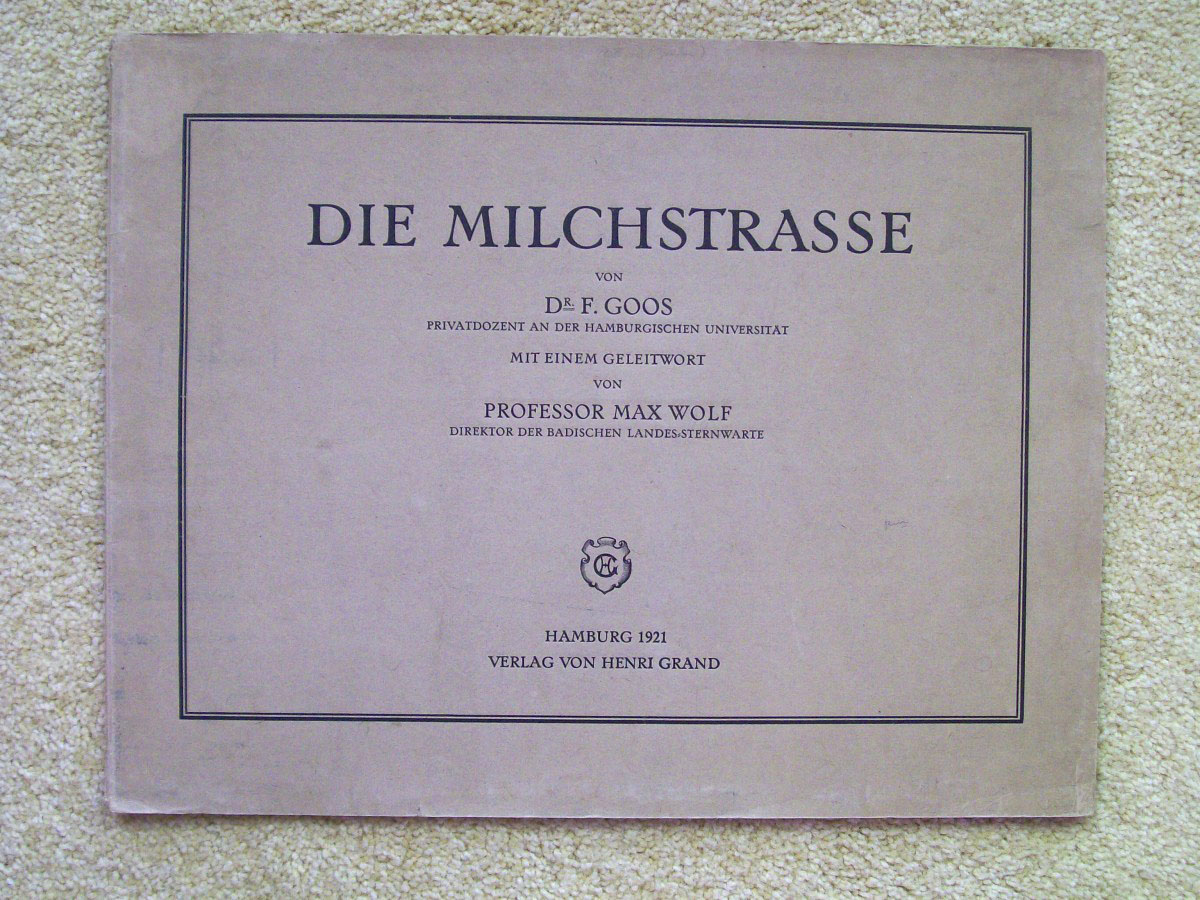 DIE MILCHSTRASSE
VON
DR. F. GOOS
PRIVATDOZENT AN DER HAMBURGISCHEN UNIVERSITÄT
MIT EINEM GELEITWORT
VON
PROFESSOR MAX WOLF
DIREKTOR DER BADISCHEN LANDES-STERNWARTE
HG
HAMBURG 1921
VERLAG VON HENRI GRAND